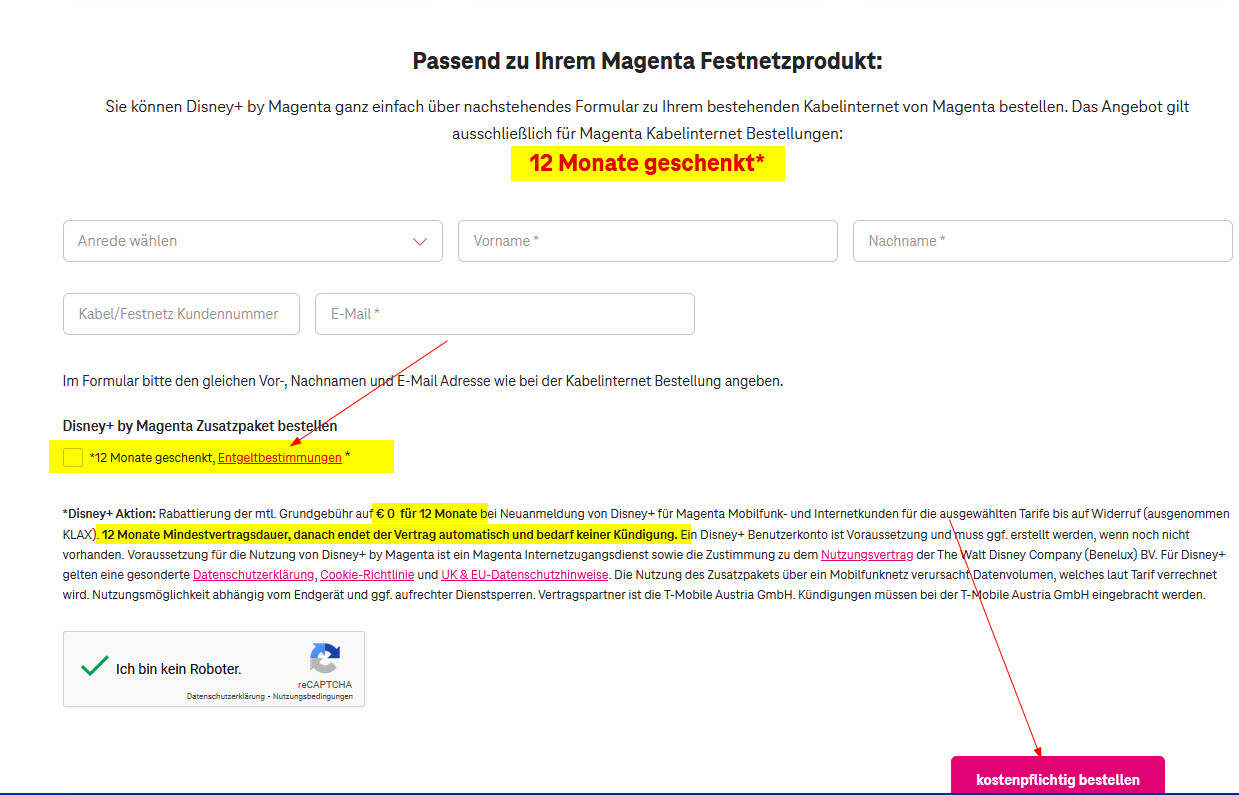 Passend zu Ihrem Magenta Festnetzprodukt:
Sie können Disney+ by Magenta ganz einfach über nachstehendes Formular zu Ihrem bestehenden Kabelinternet von Magenta bestellen. Das Angebot gilt
ausschließlich für Magenta Kabelinternet Bestellungen:
12 Monate geschenkt*
Anrede wählen Vorname * Nachname *
Kabel/Festnetz Kundennummer E-Mail *
Im Formular bitte den gleichen Vor-, Nachnamen und E-Mail Adresse wie bei der Kabelinternet Bestellung angeben.
Disney+ by Magenta Zusatzpaket bestellen
*12 Monate geschenkt, Entgeltbestimmungen *
*Disney+ Aktion: Rabattierung der mtl. Grundgebühr auf € 0 für 12 Monate bei Neuanmeldung von Disney+ für Magenta Mobilfunk- und Internetkunden für die ausgewählten Tarife bis auf Widerruf (ausgenommen
KLAX). 12 Monate Mindestvertragsdauer, danach endet der Vertrag automatisch und bedarf keiner Kündigung. Ein Disney+ Benutzerkonto ist Voraussetzung und muss ggf. erstellt werden, wenn noch nicht
vorhanden. Voraussetzung für die Nutzung von Disney+ by Magenta ist ein Magenta Internetzugangsdienst sowie die Zustimmung zu dem Nutzungsvertrag der The Walt Disney Company (Benelux) BV. Für Disney+
gelten eine gesonderte Datenschutzerklärung, Cookie-Richtlinie und UK & EU-Datenschutzhinweise. Die Nutzung des Zusatzpakets über ein Mobilfunknetz verursacht Datenvolumen, welches laut Tarif verrechnet
wird. Nutzungsmöglichkeit abhängig vom Endgerät und ggf. aufrechter Dienstsperren. Vertragspartner ist die T-Mobile Austria GmbH. Kündigungen müssen bei der T-Mobile Austria GmbH eingebracht werden.
Ich bin kein Roboter.
reCAPTCHA
Datenschutzerklärung - Nutzungsbedingungen
kostenpflichtig bestellen